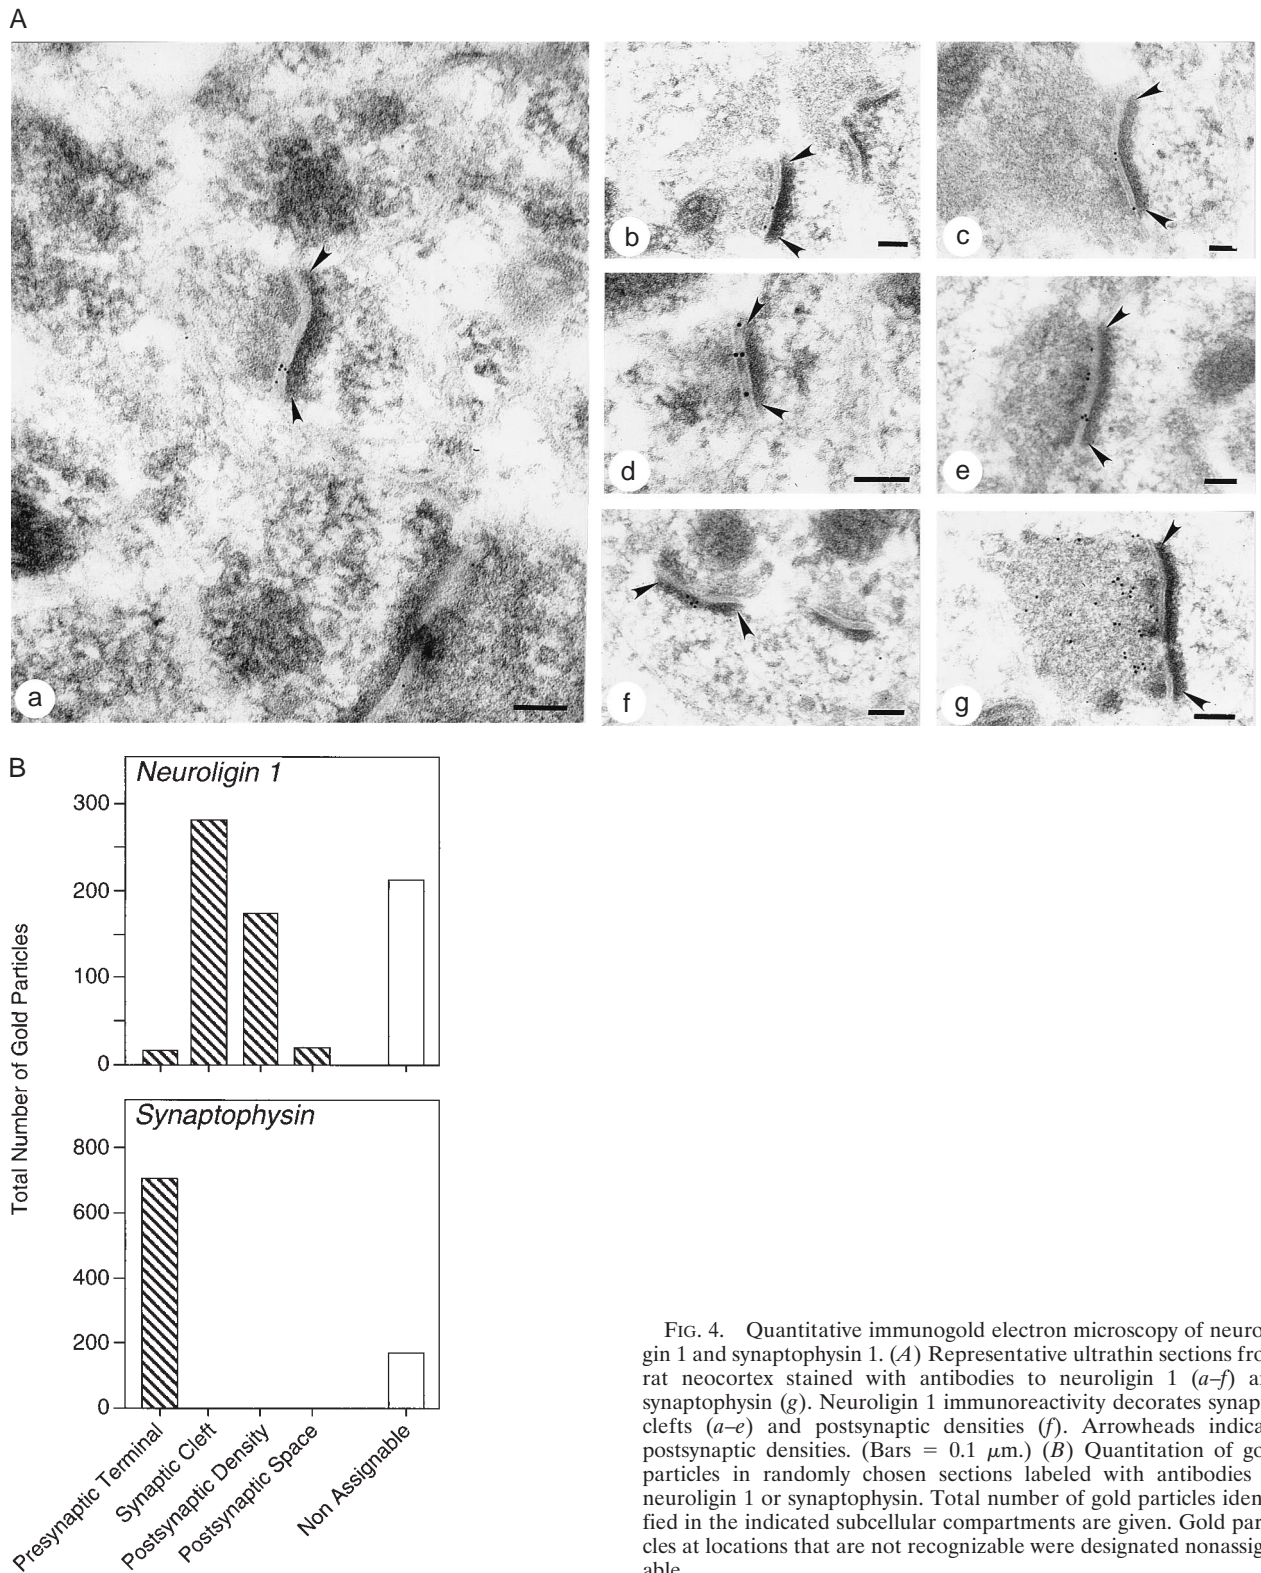 A
a
b
c
d
e
f
g
B
Neuroligin 1
300
200
100
0
Total Number of Gold Particles
Synaptophysin
800
600
400
200
0
Presynaptic Terminal
Synaptic Cleft
Postsynaptic Density
Postsynaptic Space
Non Assignable
FIG. 4. Quantitative immunogold electron microscopy of neuro
gin 1 and synaptophysin 1. (A) Representative ultrathin sections fro
rat neocortex stained with antibodies to neuroligin 1 (a–f) a
synaptophysin (g). Neuroligin 1 immunoreactivity decorates synap
clefts (a–e) and postsynaptic densities (f). Arrowheads indica
postsynaptic densities. (Bars = 0.1 μm.) (B) Quantitation of go
particles in randomly chosen sections labeled with antibodies
neuroligin 1 or synaptophysin. Total number of gold particles iden
fied in the indicated subcellular compartments are given. Gold par
cles at locations that are not recognizable were designated nonassig
able.